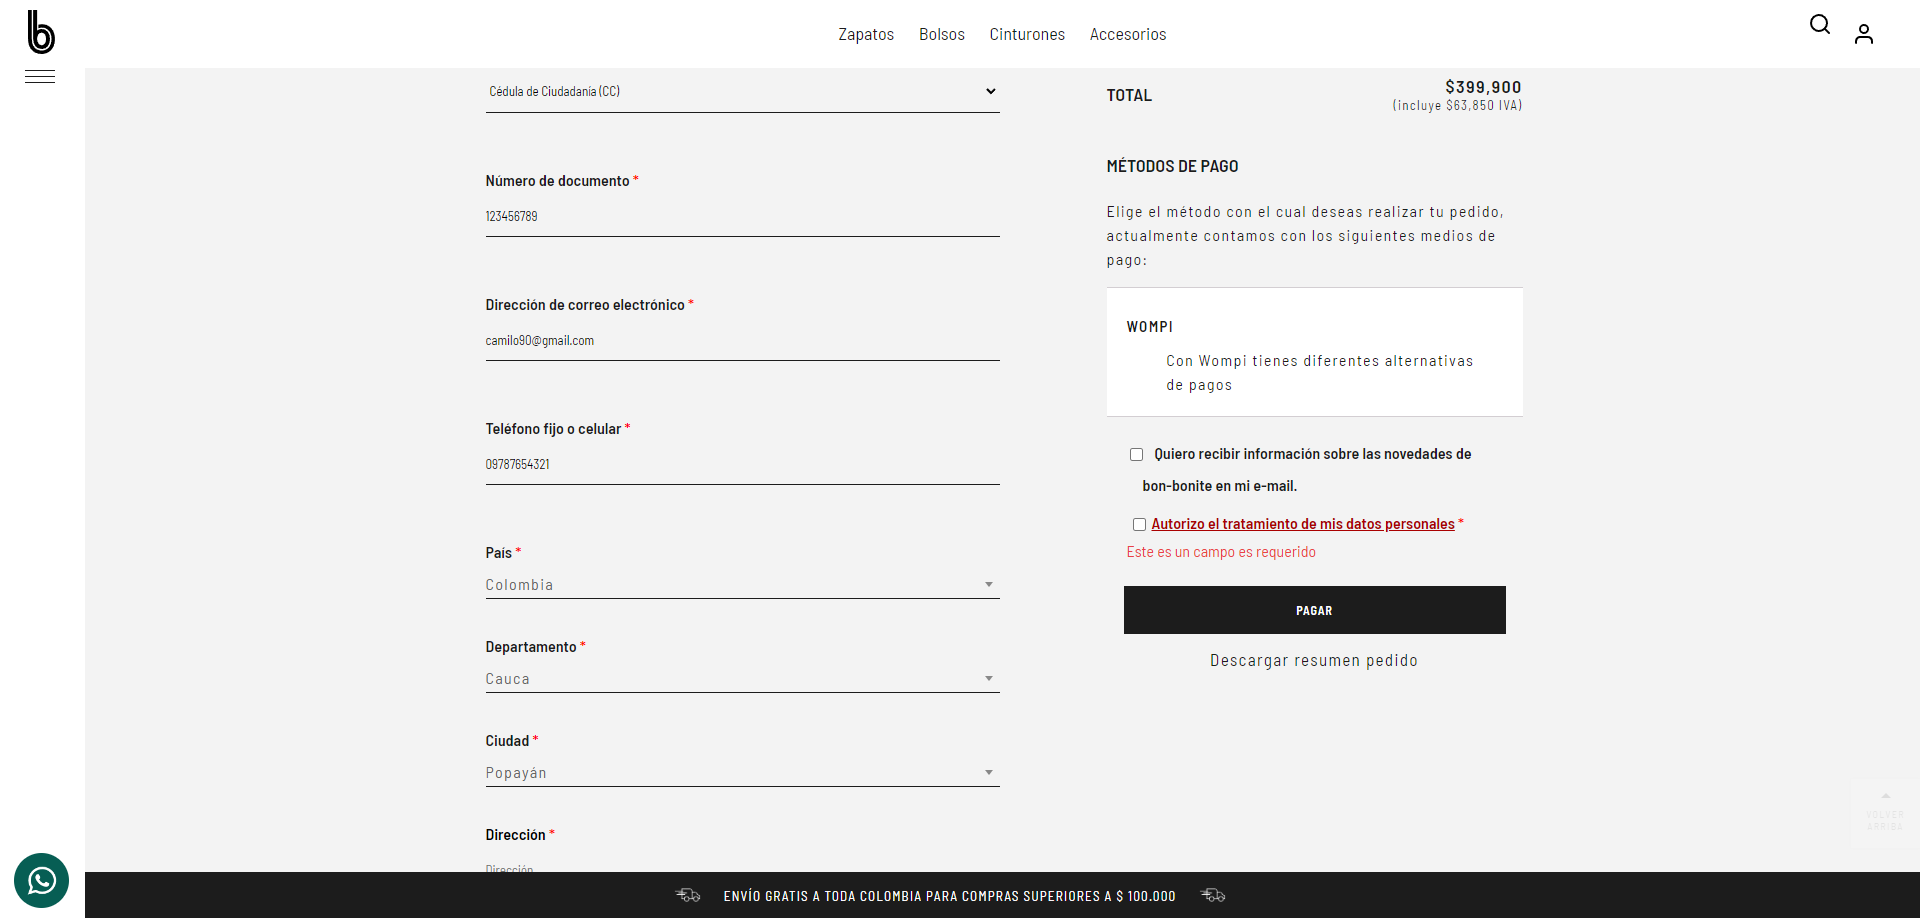 b
Zapatos Bolsos Cinturones Accesorios
Cédula de Ciudadanía (CC)
Número de documento *
123456789
Dirección de correo electrónico *
camilo90@gmail.com
Teléfono fijo o celular *
09787654321
País *
Colombia
Departamento *
Cauca
Ciudad *
Popayán
Dirección *
Dirección
TOTAL $399,900
(incluye $63,850 IVA)
MÉTODOS DE PAGO
Elige el método con el cual deseas realizar tu pedido,
actualmente contamos con los siguientes medios de
pago:
WOMPI
Con Wompi tienes diferentes alternativas
de pagos
Quiero recibir información sobre las novedades de
bon-bonite en mi e-mail.
Autorizo el tratamiento de mis datos personales *
Este es un campo es requerido
PAGAR
Descargar resumen pedido
VOLVER
ARRIBA
ENVÍO GRATIS A TODA COLOMBIA PARA COMPRAS SUPERIORES A $ 100.000